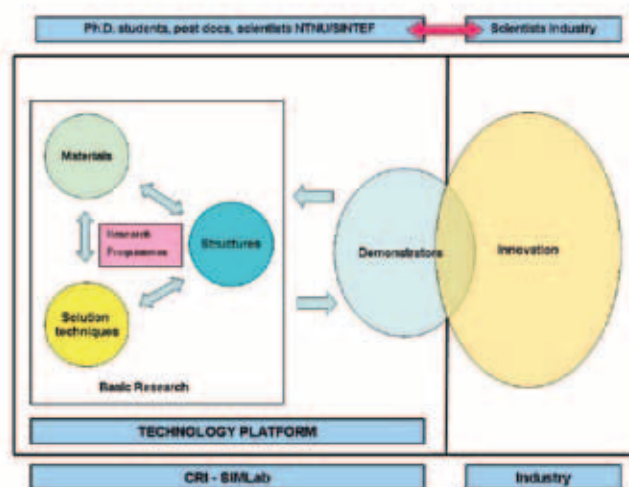 Ph.D. students, post docs, scientists NTNU/SINTEF
Scientists Industry
Materials
Research
Programmes
Structures
Solution
techniques
Basic Research
Demonstrators
Innovation
TECHNOLOGY PLATFORM
CRI - SIMLab
Industry